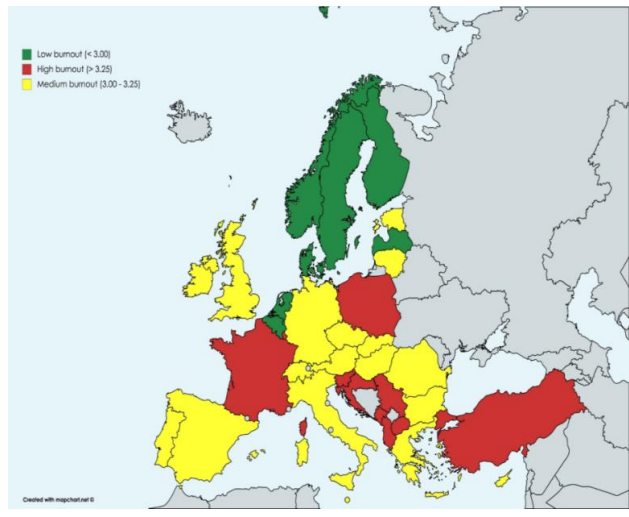 Low burnout (< 3.00)
High burnout (> 3.25)
Medium burnout (3.00 - 3.25)
Created with mapchart.net ©